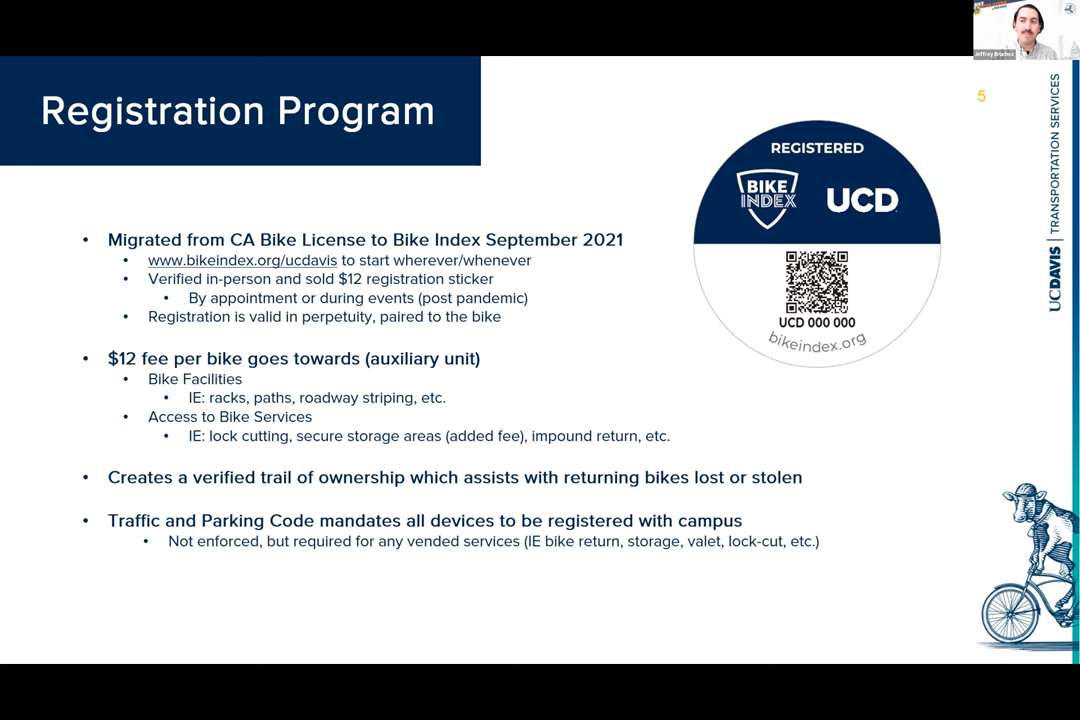 Registration Program
5
UCDAVIS | TRANSPORTATION SERVICES
REGISTERED
BIKE
INDEX
UCD
UCD 000 000
bikeindex.org
• Migrated from CA Bike License to Bike Index September 2021
• www.bikeindex.org/ucdavis to start wherever/whenever
• Verified in-person and sold $12 registration sticker
• By appointment or during events (post pandemic)
• Registration is valid in perpetuity, paired to the bike
• $12 fee per bike goes towards (auxiliary unit)
• Bike Facilities
• IE: racks, paths, roadway striping, etc.
• Access to Bike Services
• IE: lock cutting, secure storage areas (added fee), impound return, etc.
• Creates a verified trail of ownership which assists with returning bikes lost or stolen
• Traffic and Parking Code mandates all devices to be registered with campus
• Not enforced, but required for any vended services (IE bike return, storage, valet, lock-cut, etc.)